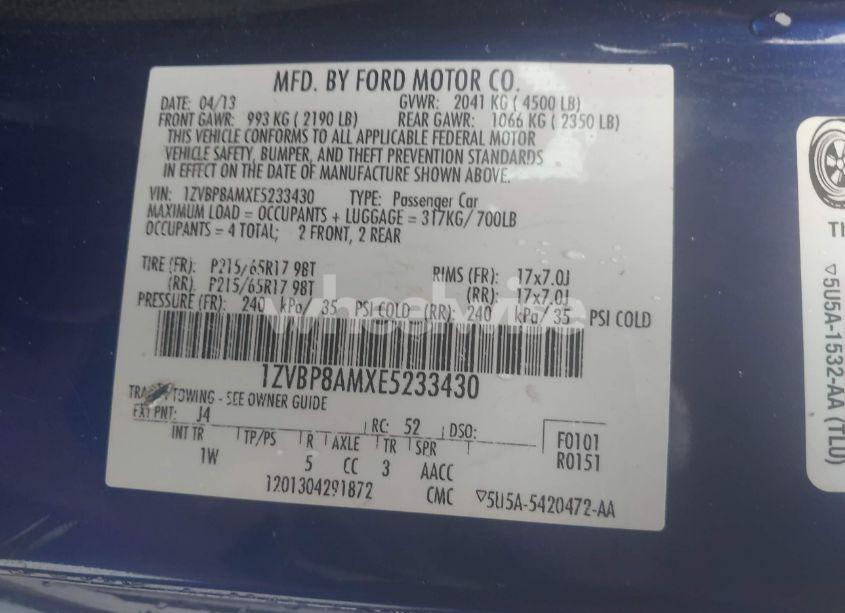 MFD. BY FORD MOTOR CO.
DATE: 04/13 GVWR: 2041 KG ( 4500 LB)
FRONT GAWR: 993 KG ( 2190 LB) REAR GAWR: 1066 KG ( 2350 LB)
THIS VEHICLE CONFORMS TO ALL APPLICABLE FEDERAL MOTOR
VEHICLE SAFETY, BUMPER, AND THEFT PREVENTION STANDARDS
IN EFFECT ON THE DATE OF MANUFACTURE SHOWN ABOVE.
VIN: 1ZVBP8AMXE5233430 TYPE: Passenger Car
MAXIMUM LOAD = OCCUPANTS + LUGGAGE = 317KG/ 700LB
OCCUPANTS = 4 TOTAL; 2 FRONT, 2 REAR
TIRE (FR): P215/65R17 98T RIMS (FR): 17x7.0J
(RR): P215/65R17 98T (RR): 17x7.0J
PRESSURE (FR): 240 kPa/ 35 PSI COLD (RR): 240 kPa/ 35 PSI COLD
wheelvine
1ZVBP8AMXE5233430
TOWING - SEE OWNER GUIDE
EXT PNT: J4 RC: 52 DSO: F0101
INT TR TP/PS R AXLE TR SPR R0151
1W 5 CC 3 AACC
1201304291872 CMC ▽5U5A-5420472-AA
▽5U5A-1532-AA (TLU)